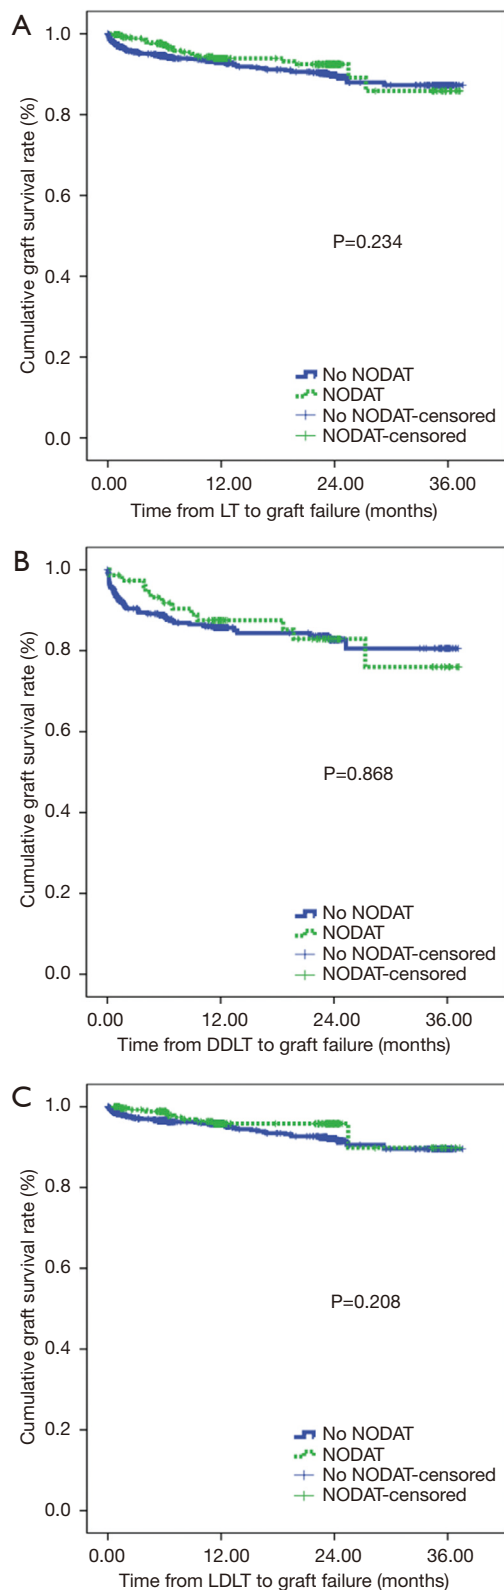 A
Cumulative graft survival rate (%)
1.0
0.8
0.6
0.4
0.2
0.0
P=0.234
No NODAT
NODAT
No NODAT-censored
NODAT-censored
0.00 12.00 24.00 36.00
Time from LT to graft failure (months)
B
Cumulative graft survival rate (%)
1.0
0.8
0.6
0.4
0.2
0.0
P=0.868
No NODAT
NODAT
No NODAT-censored
NODAT-censored
0.00 12.00 24.00 36.00
Time from DDLT to graft failure (months)
C
Cumulative graft survival rate (%)
1.0
0.8
0.6
0.4
0.2
0.0
P=0.208
No NODAT
NODAT
No NODAT-censored
NODAT-censored
0.00 12.00 24.00 36.00
Time from LDLT to graft failure (months)